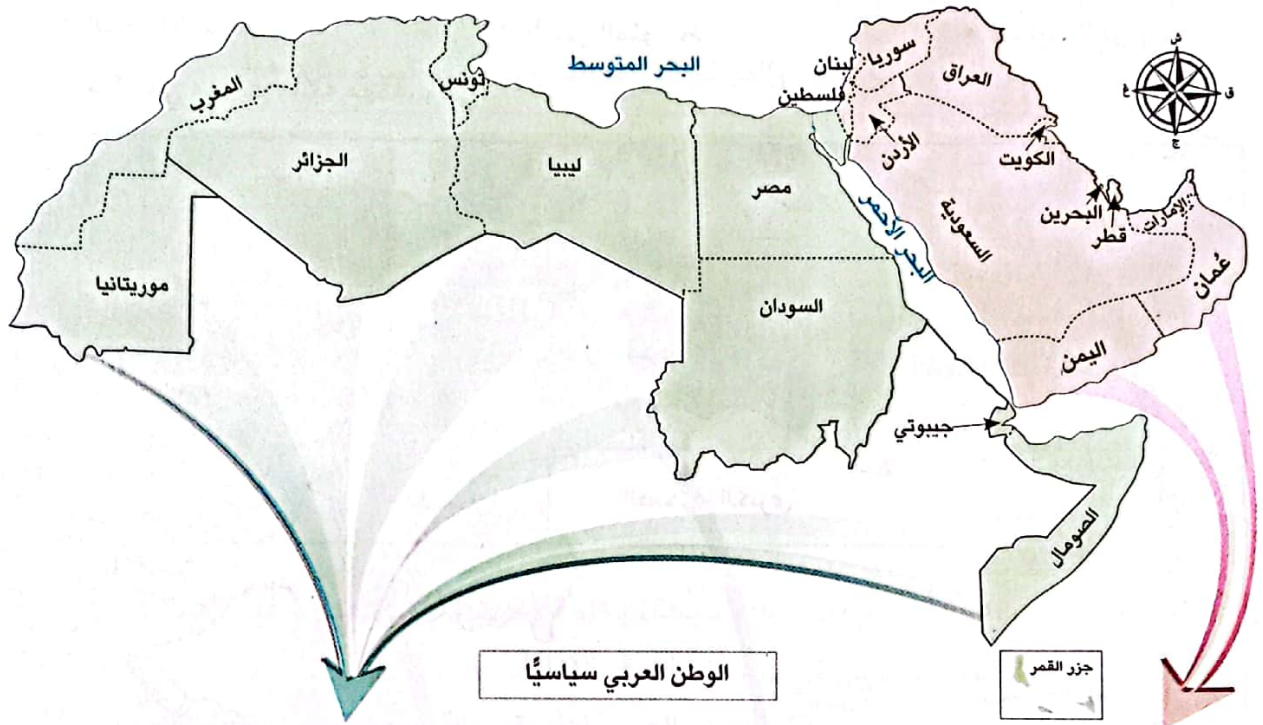 البحر المتوسط
البحر الأحمر
سوريا
لبنان
فلسطين
العراق
الأردن
الكويت
البحرين
قطر
الإمارات
السعودية
عُمان
اليمن
تونس
المغرب
الجزائر
ليبيا
مصر
موريتانيا
السودان
جيبوتي
الصومال
جزر القمر
ش
ق
ج
غ
الوطن العربي سياسيًّا